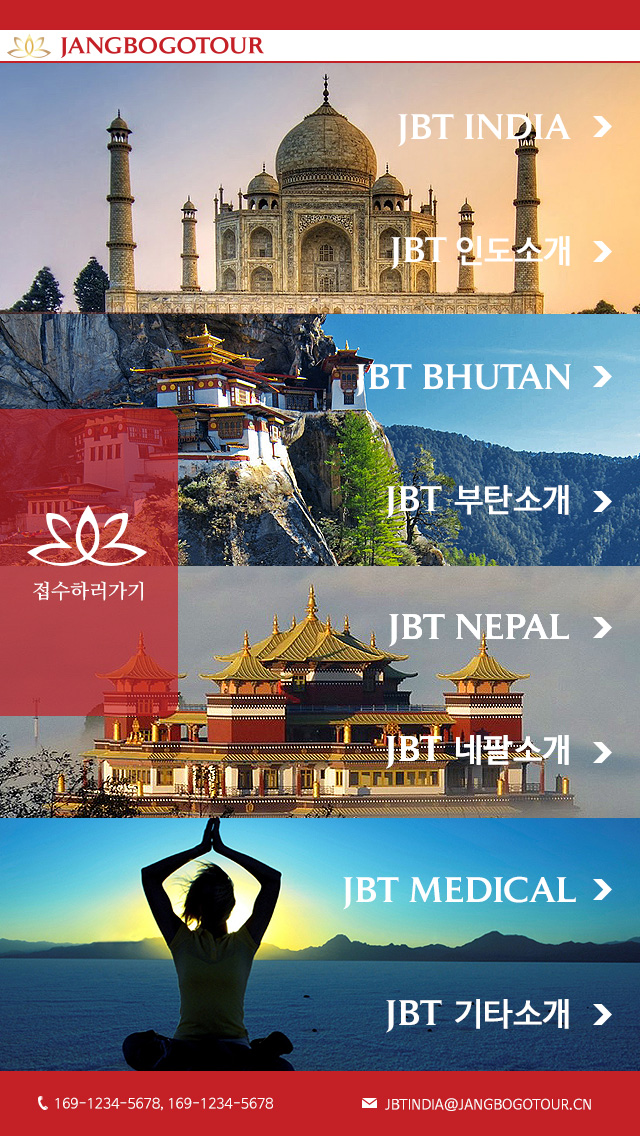 JANGBOGOTOUR
JBT INDIA
JBT 인도소개
JBT BHUTAN
JBT 부탄소개
접수하러가기
JBT NEPAL
JBT 네팔소개
JBT MEDICAL
JBT 기타소개
169-1234-5678, 169-1234-5678
JBTINDIA@JANGBOGOTOUR.CN